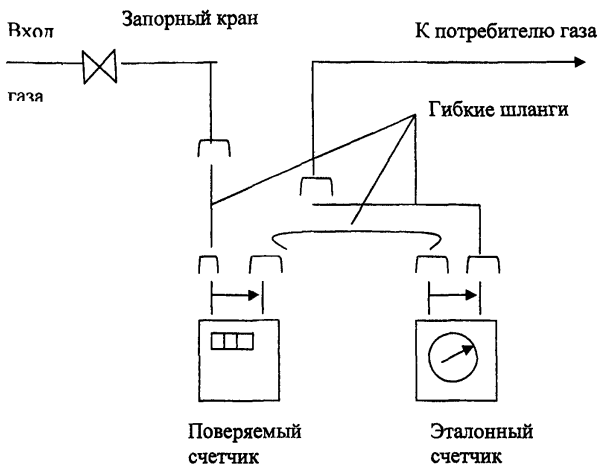 Вход
газа
Запорный кран
К потребителю газа
Гибкие шланги
Поверяемый
счетчик
Эталонный
счетчик